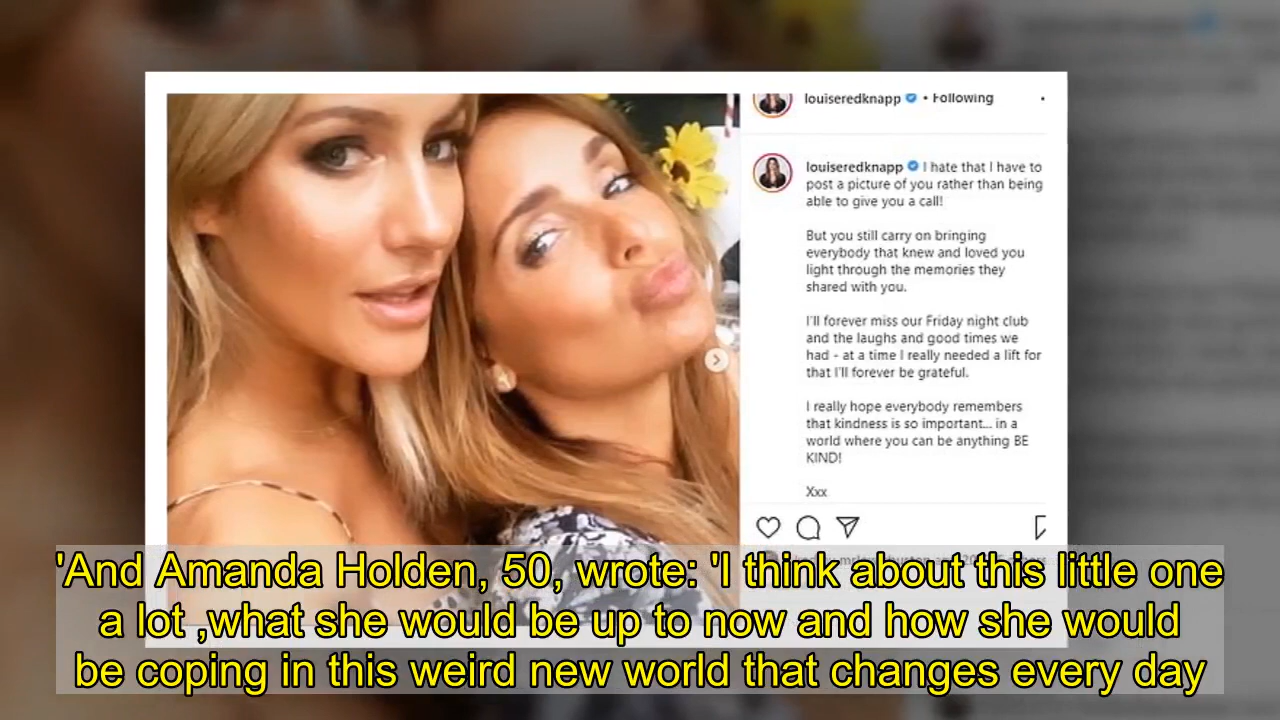 louiseredknapp • Following
louiseredknapp I hate that I have to
post a picture of you rather than being
able to give you a call!
But you still carry on bringing
everybody that knew and loved you
light through the memories they
shared with you.
I'll forever miss our Friday night club
and the laughs and good times we
had - at a time I really needed a lift for
that I'll forever be grateful.
I really hope everybody remembers
that kindness is so important... in a
world where you can be anything BE
KIND!
Xxx
'And Amanda Holden, 50, wrote: 'I think about this little one
a lot ,what she would be up to now and how she would
be coping in this weird new world that changes every day